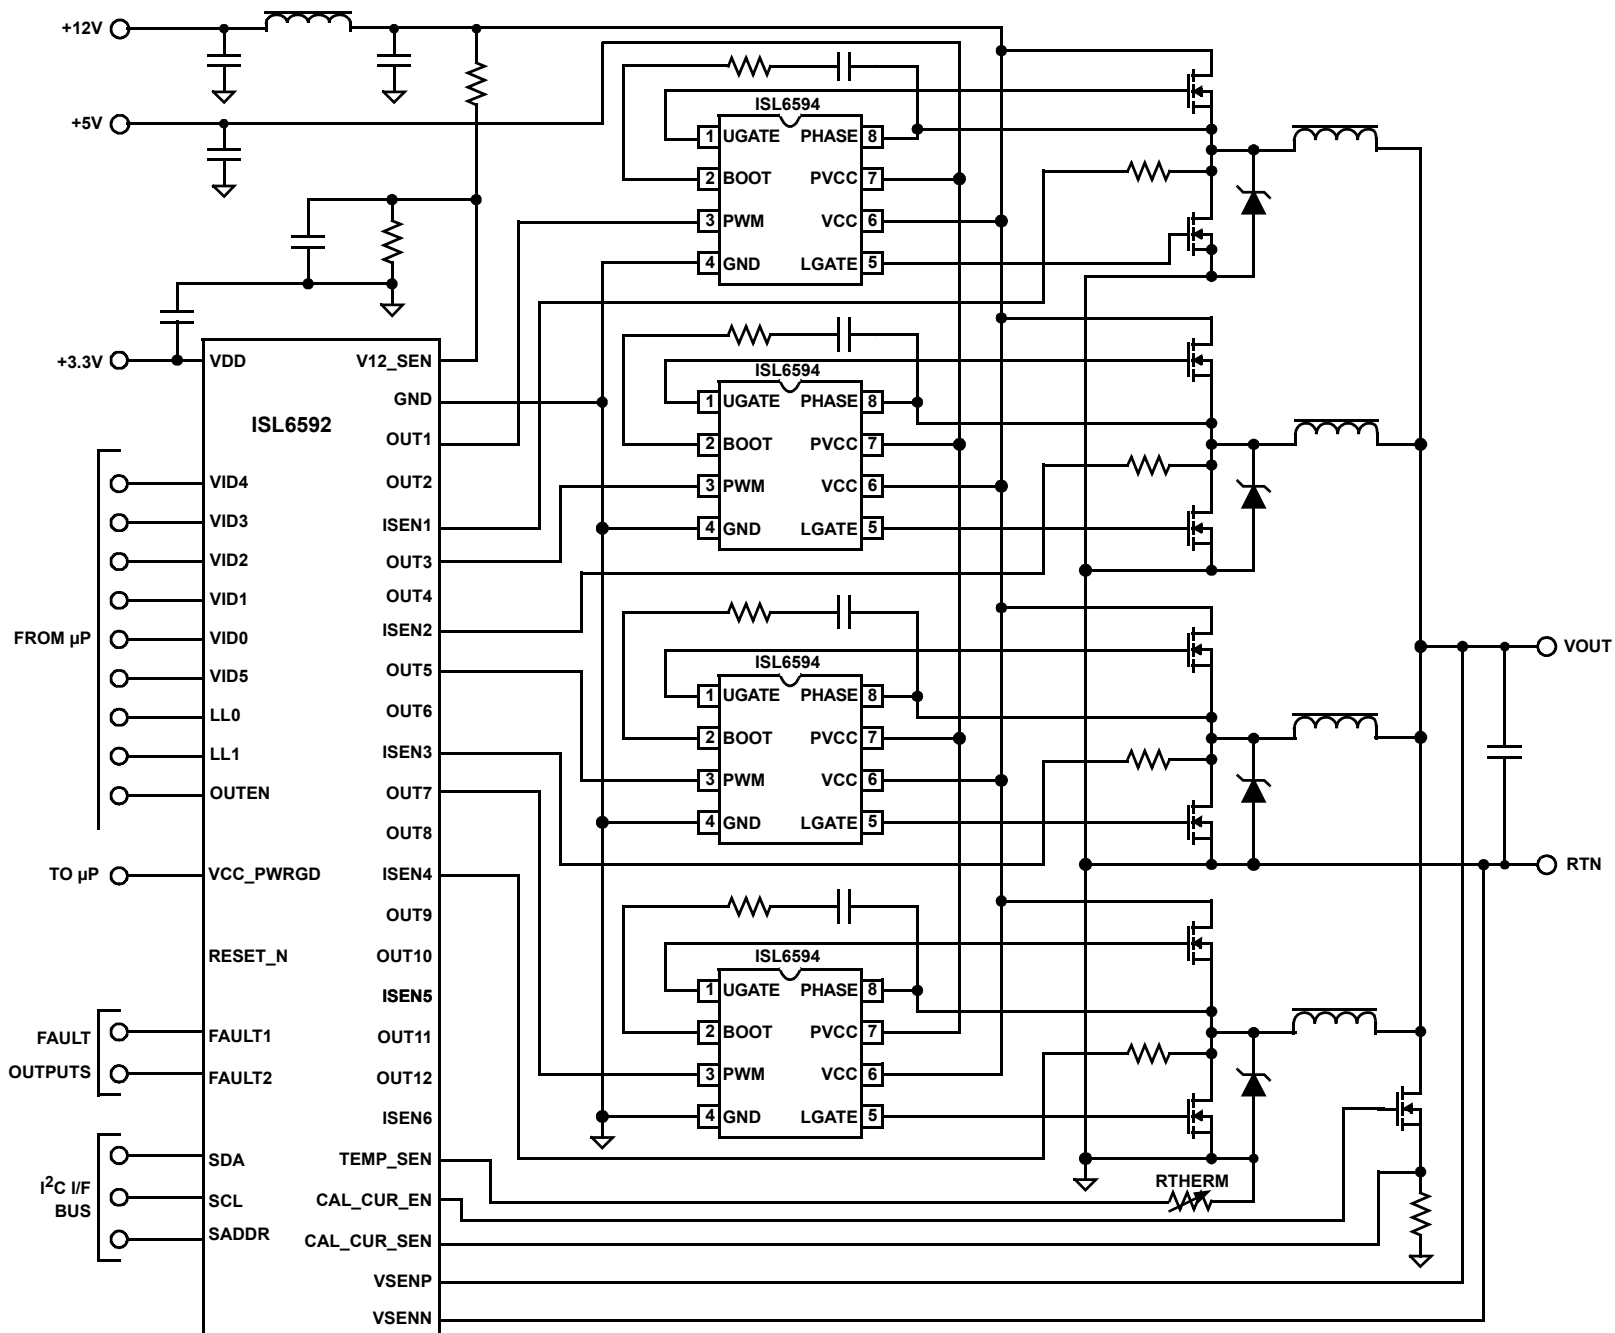 +12V
+5V
+3.3V
VDD
V12_SEN
GND
ISL6592
OUT1
OUT2
ISEN1
OUT3
OUT4
ISEN2
OUT5
OUT6
ISEN3
OUT7
OUT8
ISEN4
OUT9
OUT10
ISEN5
OUT11
OUT12
ISEN6
TEMP_SEN
CAL_CUR_EN
CAL_CUR_SEN
VSENP
VSENN
FROM µP
VID4
VID3
VID2
VID1
VID0
VID5
LL0
LL1
OUTEN
TO µP
VCC_PWRGD
RESET_N
FAULT
OUTPUTS
FAULT1
FAULT2
I2C I/F
BUS
SDA
SCL
SADDR
ISL6594
1 UGATE PHASE 8
2 BOOT PVCC 7
3 PWM VCC 6
4 GND LGATE 5
ISL6594
1 UGATE PHASE 8
2 BOOT PVCC 7
3 PWM VCC 6
4 GND LGATE 5
ISL6594
1 UGATE PHASE 8
2 BOOT PVCC 7
3 PWM VCC 6
4 GND LGATE 5
ISL6594
1 UGATE PHASE 8
2 BOOT PVCC 7
3 PWM VCC 6
4 GND LGATE 5
RTHERM
VOUT
RTN